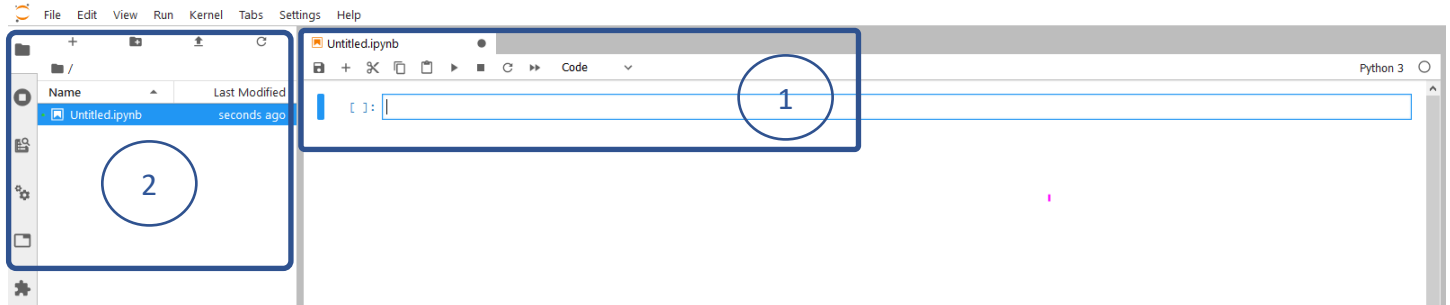 File Edit View Run Kernel Tabs Settings Help
Untitled.ipynb
Code
Python 3
/
Name Last Modified
Untitled.ipynb seconds ago
[ ]:
1
2